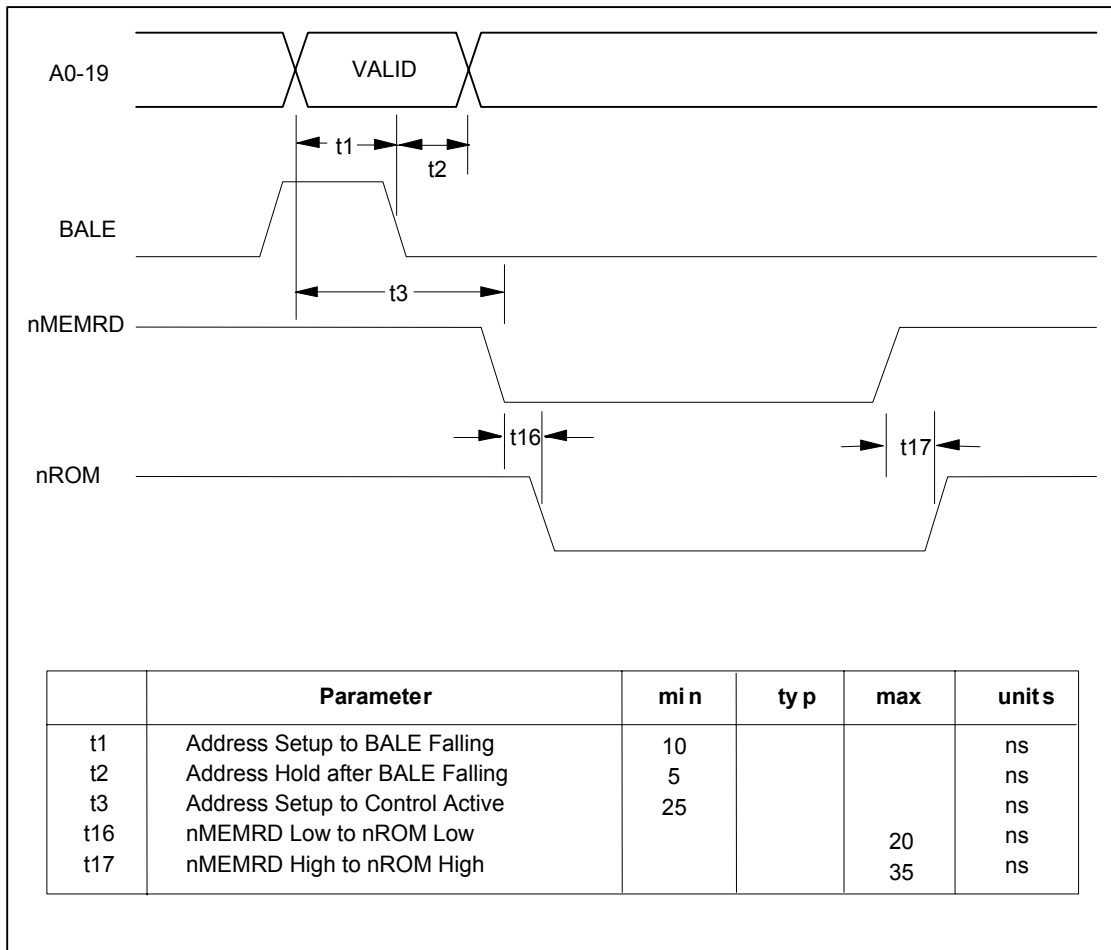 A0-19
VALID
t1
t2
BALE
t3
nMEMRD
t16
t17
nROM
Parameter min typ max units
t1 Address Setup to BALE Falling 10 ns
t2 Address Hold after BALE Falling 5 ns
t3 Address Setup to Control Active 25 ns
t16 nMEMRD Low to nROM Low 20 ns
t17 nMEMRD High to nROM High 35 ns